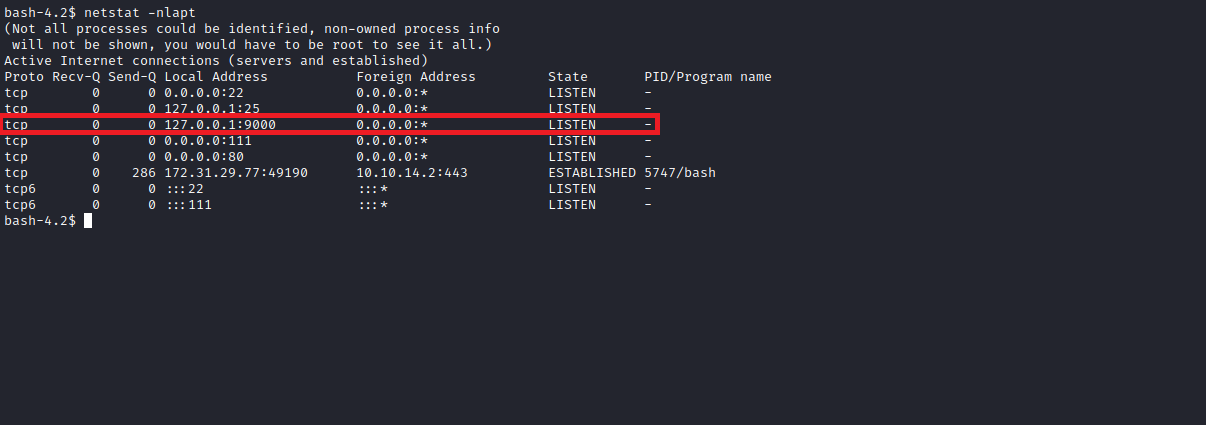 bash-4.2$ netstat -nlapt
(Not all processes could be identified, non-owned process info
 will not be shown, you would have to be root to see it all.)
Active Internet connections (servers and established)
Proto Recv-Q Send-Q Local Address           Foreign Address         State       PID/Program name
tcp        0      0 0.0.0.0:22              0.0.0.0:*               LISTEN      -
tcp        0      0 127.0.0.1:25            0.0.0.0:*               LISTEN      -
tcp        0      0 127.0.0.1:9000          0.0.0.0:*               LISTEN      -
tcp        0      0 0.0.0.0:111             0.0.0.0:*               LISTEN      -
tcp        0      0 0.0.0.0:80              0.0.0.0:*               LISTEN      -
tcp        0    286 172.31.29.77:49190      10.10.14.2:443          ESTABLISHED 5747/bash
tcp6       0      0 :::22                   :::*                    LISTEN      -
tcp6       0      0 :::111                  :::*                    LISTEN      -
bash-4.2$